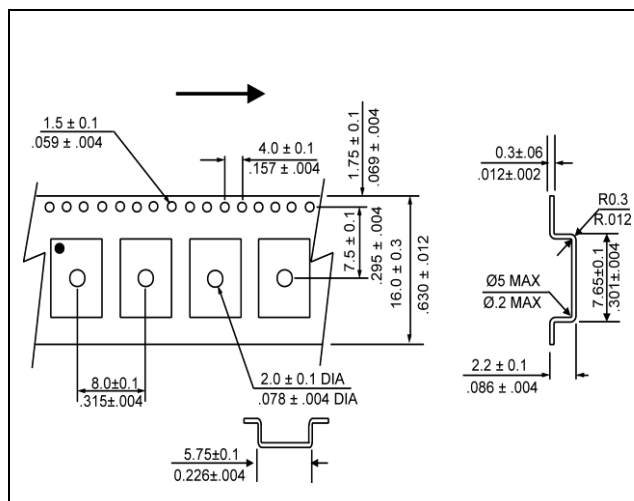 1.5 ± 0.1
.059 ± .004
4.0 ± 0.1
.157 ± .004
1.75 ± 0.1
.069 ± .004
0.3±.06
.012±.002
R0.3
R.012
7.5 ± 0.1
.295 ± .004
16.0 ± 0.3
.630 ± .012
7.65±0.1
.301±.004
Ø5 MAX
Ø.2 MAX
8.0±0.1
.315±.004
2.0 ± 0.1 DIA
.078 ± .004 DIA
2.2 ± 0.1
.086 ± .004
5.75±0.1
0.226±.004